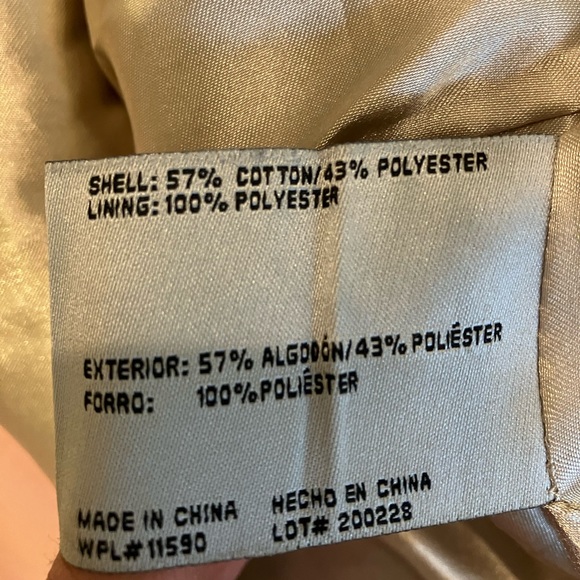 SHELL: 57% COTTON/43% POLYESTER
LINING: 100% POLYESTER
EXTERIOR: 57% ALGODÓN/43% POLIÉSTER
FORRO: 100% POLIÉSTER
MADE IN CHINA HECHO EN CHINA
WPL# 11590 LOT# 200228